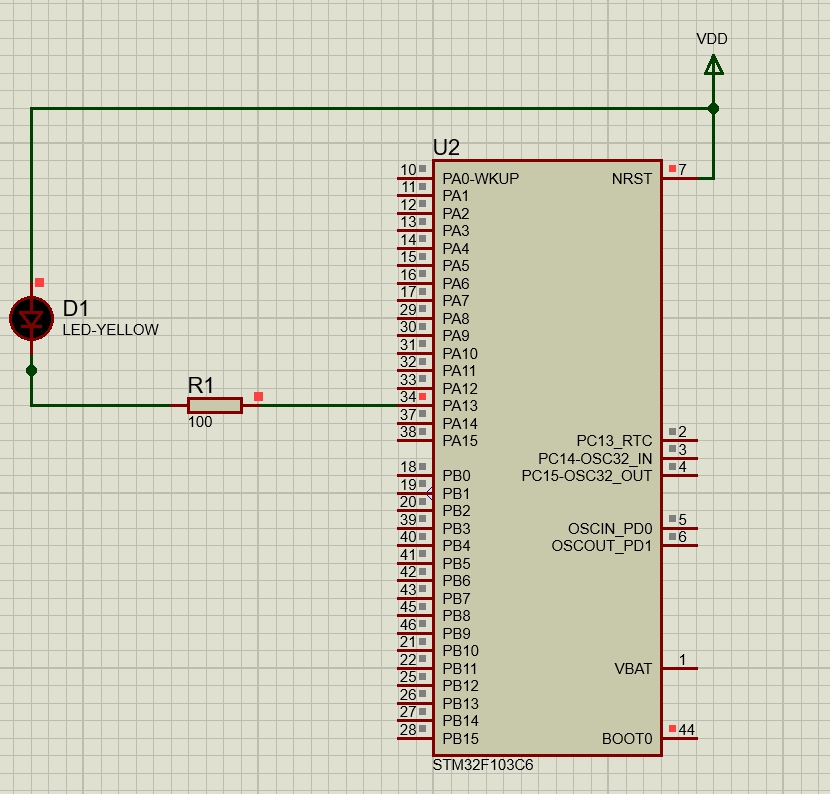 VDD
U2
10 PA0-WKUP NRST 7
11 PA1
12 PA2
13 PA3
14 PA4
15 PA5
16 PA6
17 PA7
29 PA8
30 PA9
31 PA10
32 PA11
33 PA12
34 PA13
37 PA14
38 PA15 PC13_RTC 2
PC14-OSC32_IN 3
18 PB0 PC15-OSC32_OUT 4
19 PB1
20 PB2
39 PB3 OSCIN_PD0 5
40 PB4 OSCOUT_PD1 6
41 PB5
42 PB6
43 PB7
45 PB8
46 PB9
21 PB10
22 PB11 VBAT 1
25 PB12
26 PB13
27 PB14
28 PB15 BOOT0 44
STM32F103C6
D1
LED-YELLOW
R1
100